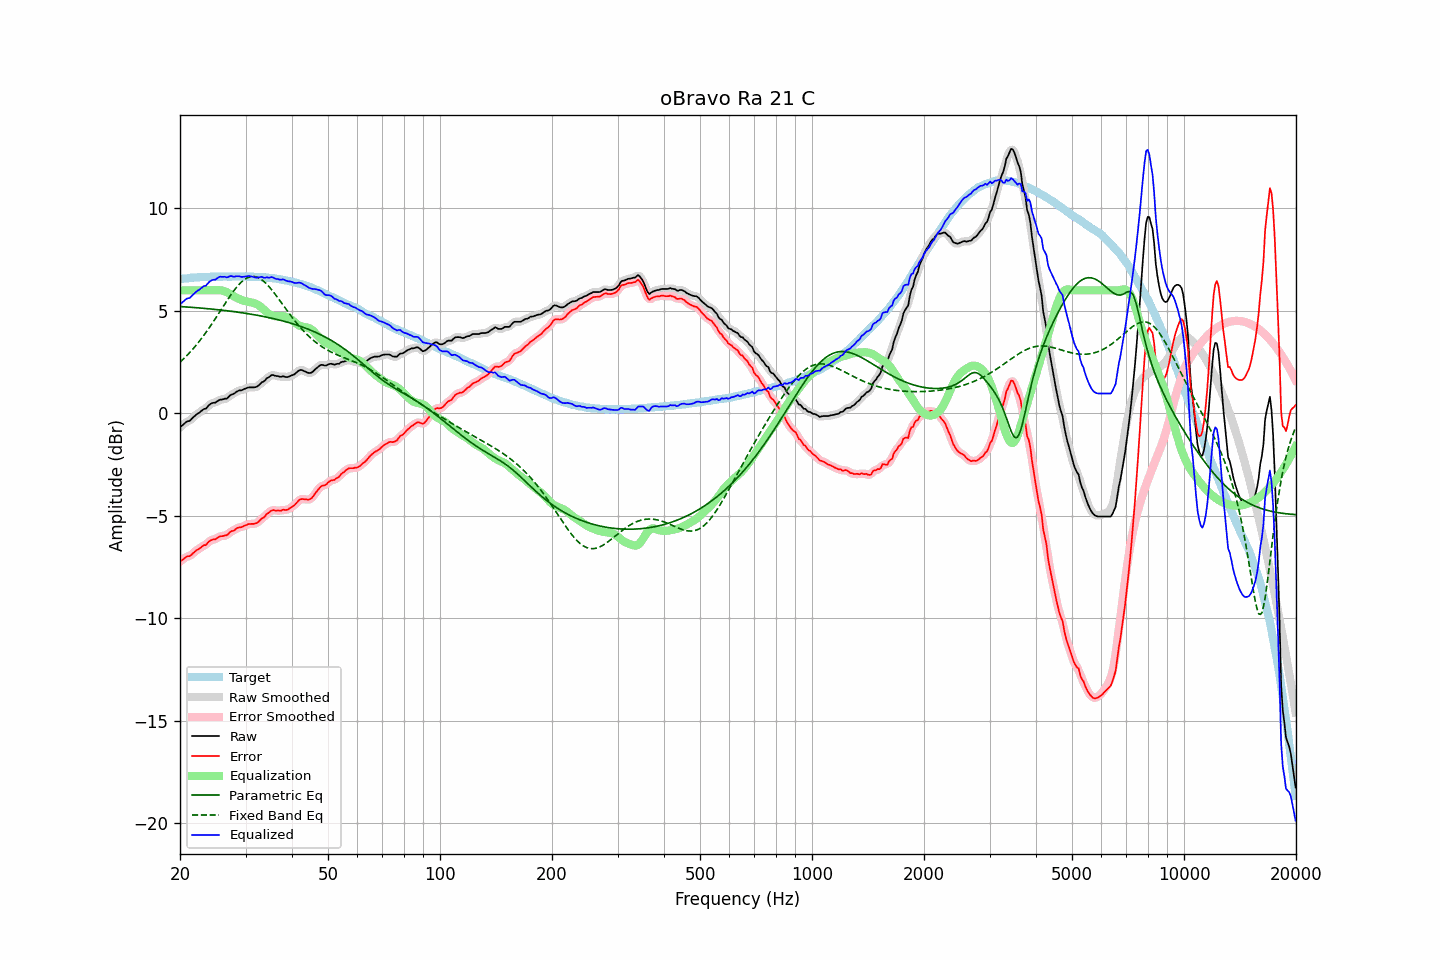 oBravo Ra 21 C
Amplitude (dBr)
10
5
0
−5
−10
−15
−20
Target
Raw Smoothed
Error Smoothed
Raw
Error
Equalization
Parametric Eq
Fixed Band Eq
Equalized
20 50 100 200 500 1000 2000 5000 10000 20000
Frequency (Hz)